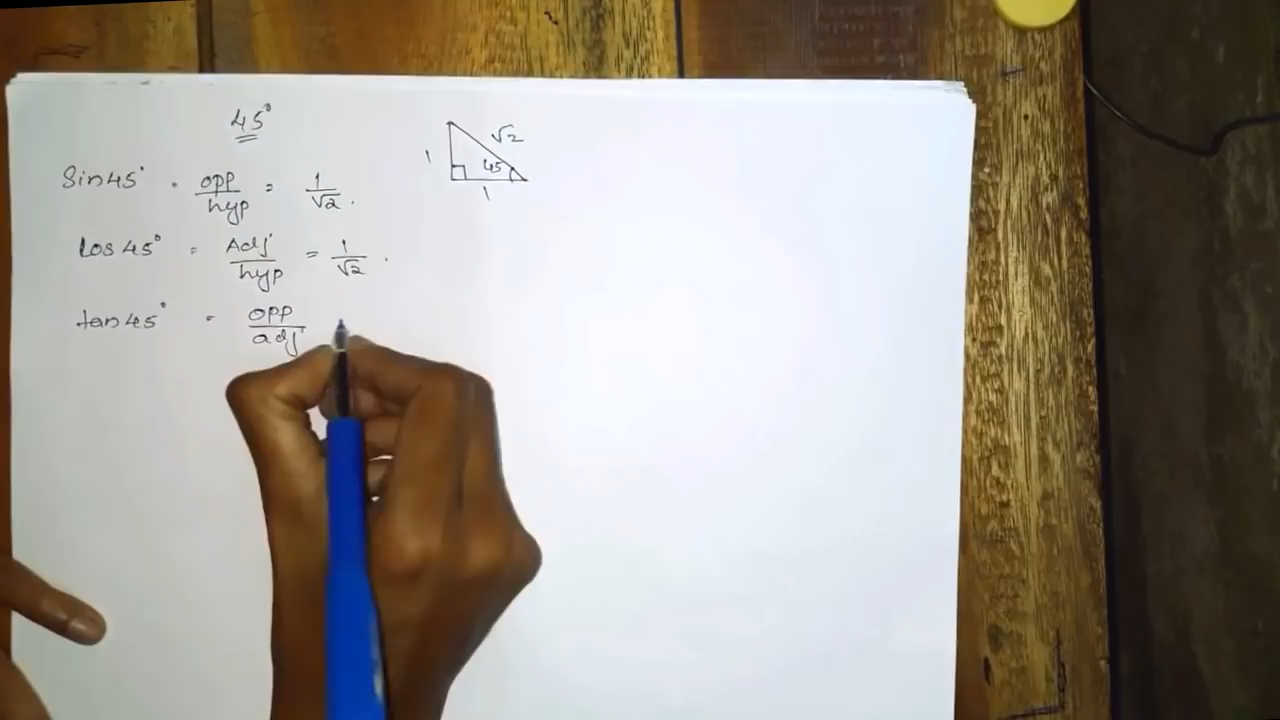 45°
√2
1
45
1
Sin45° = opp/hyp = 1/√2.
Cos 45° = Adj/hyp = 1/√2.
tan45° = opp/adj